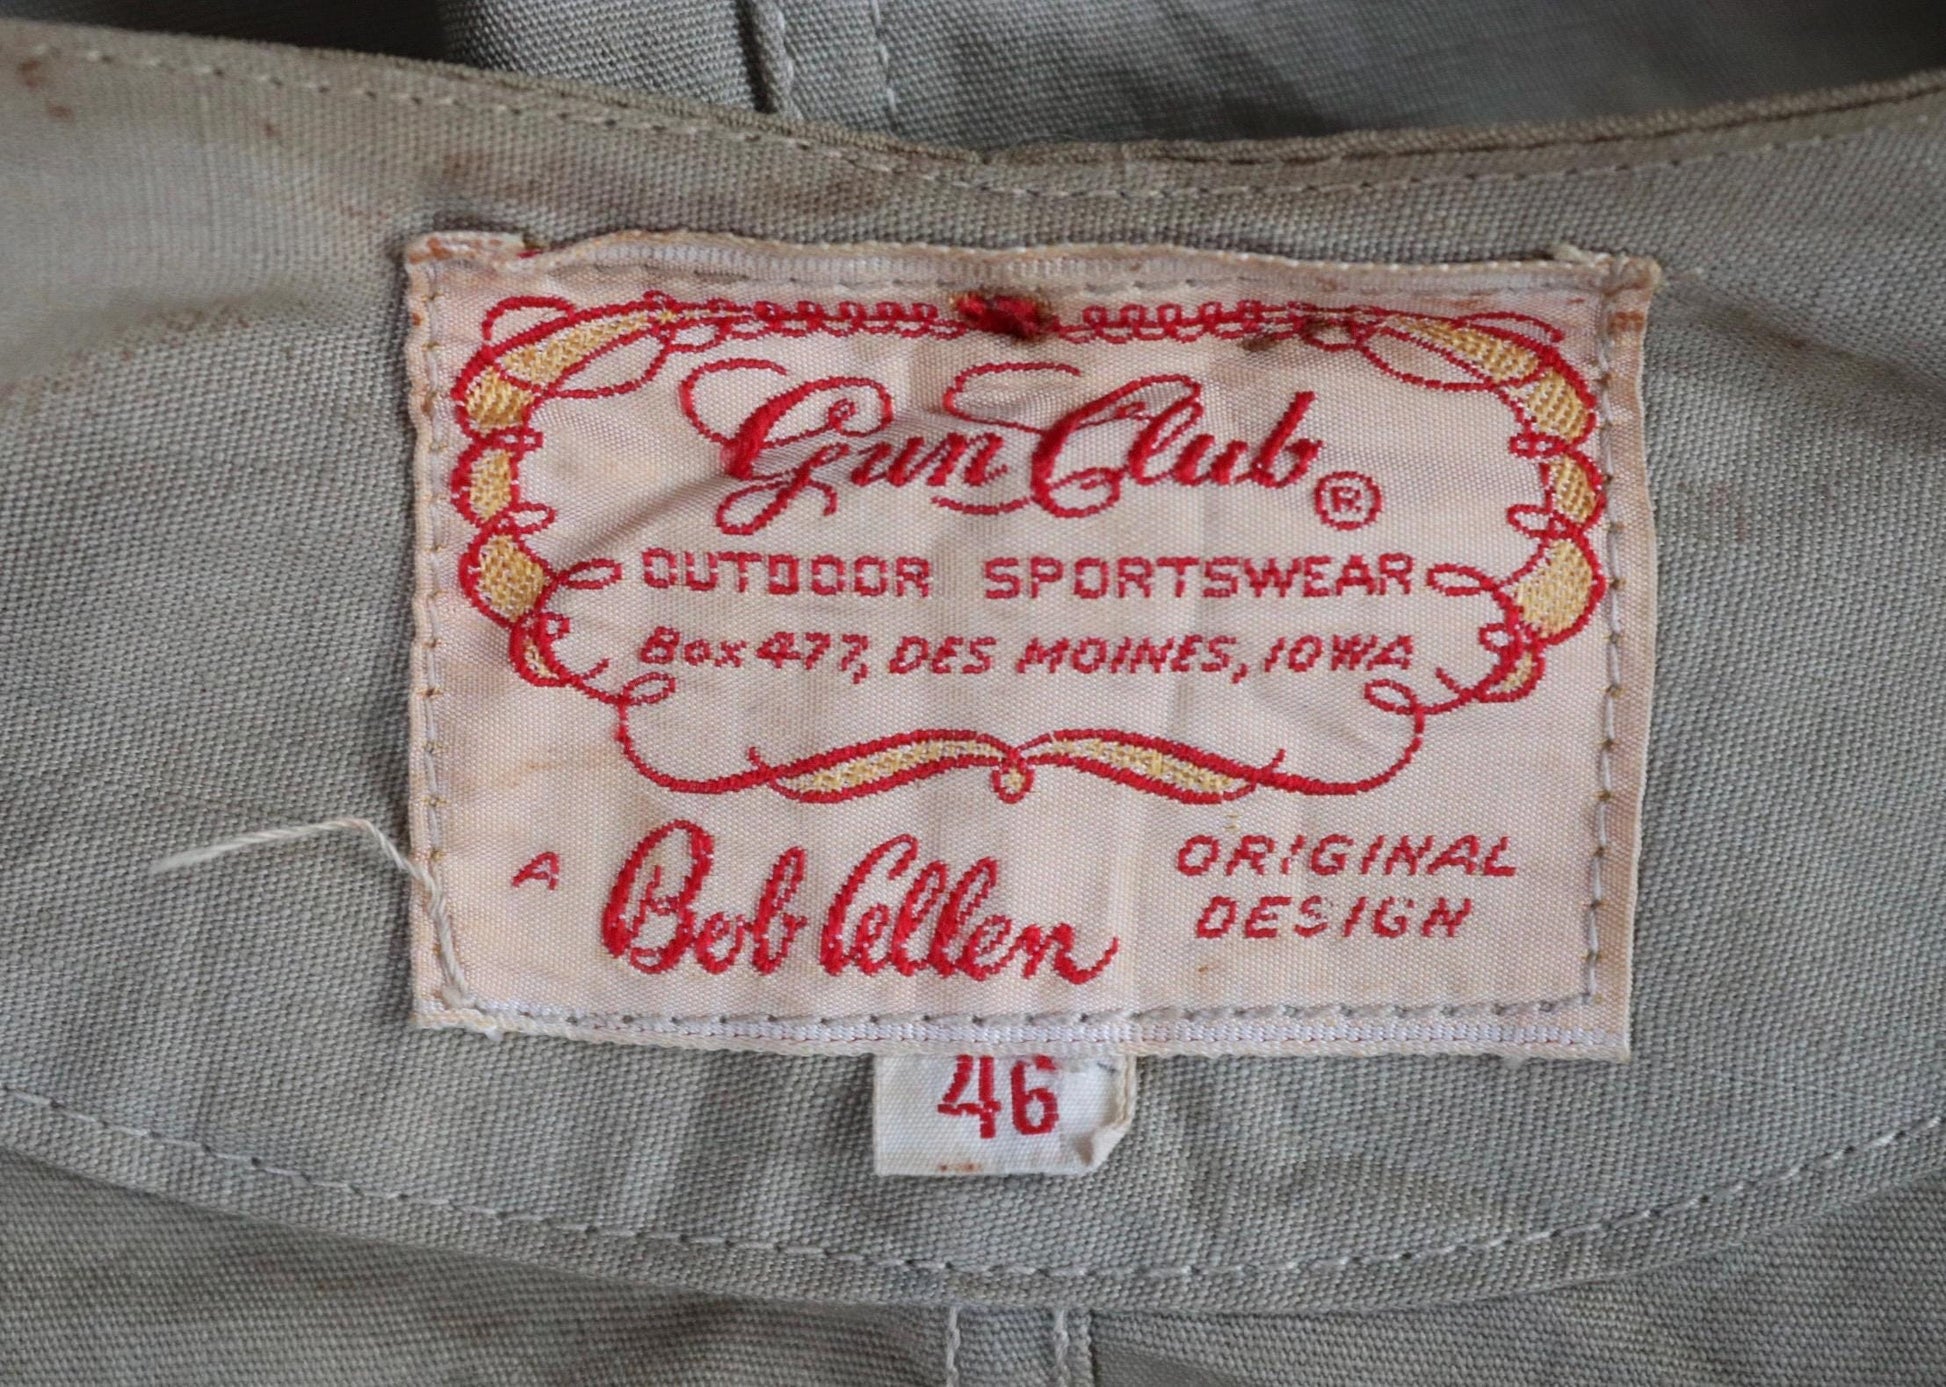 Gun Club ®
OUTDOOR SPORTSWEAR
Box 477, DES MOINES, IOWA
A Bob Allen ORIGINAL
DESIGN
46